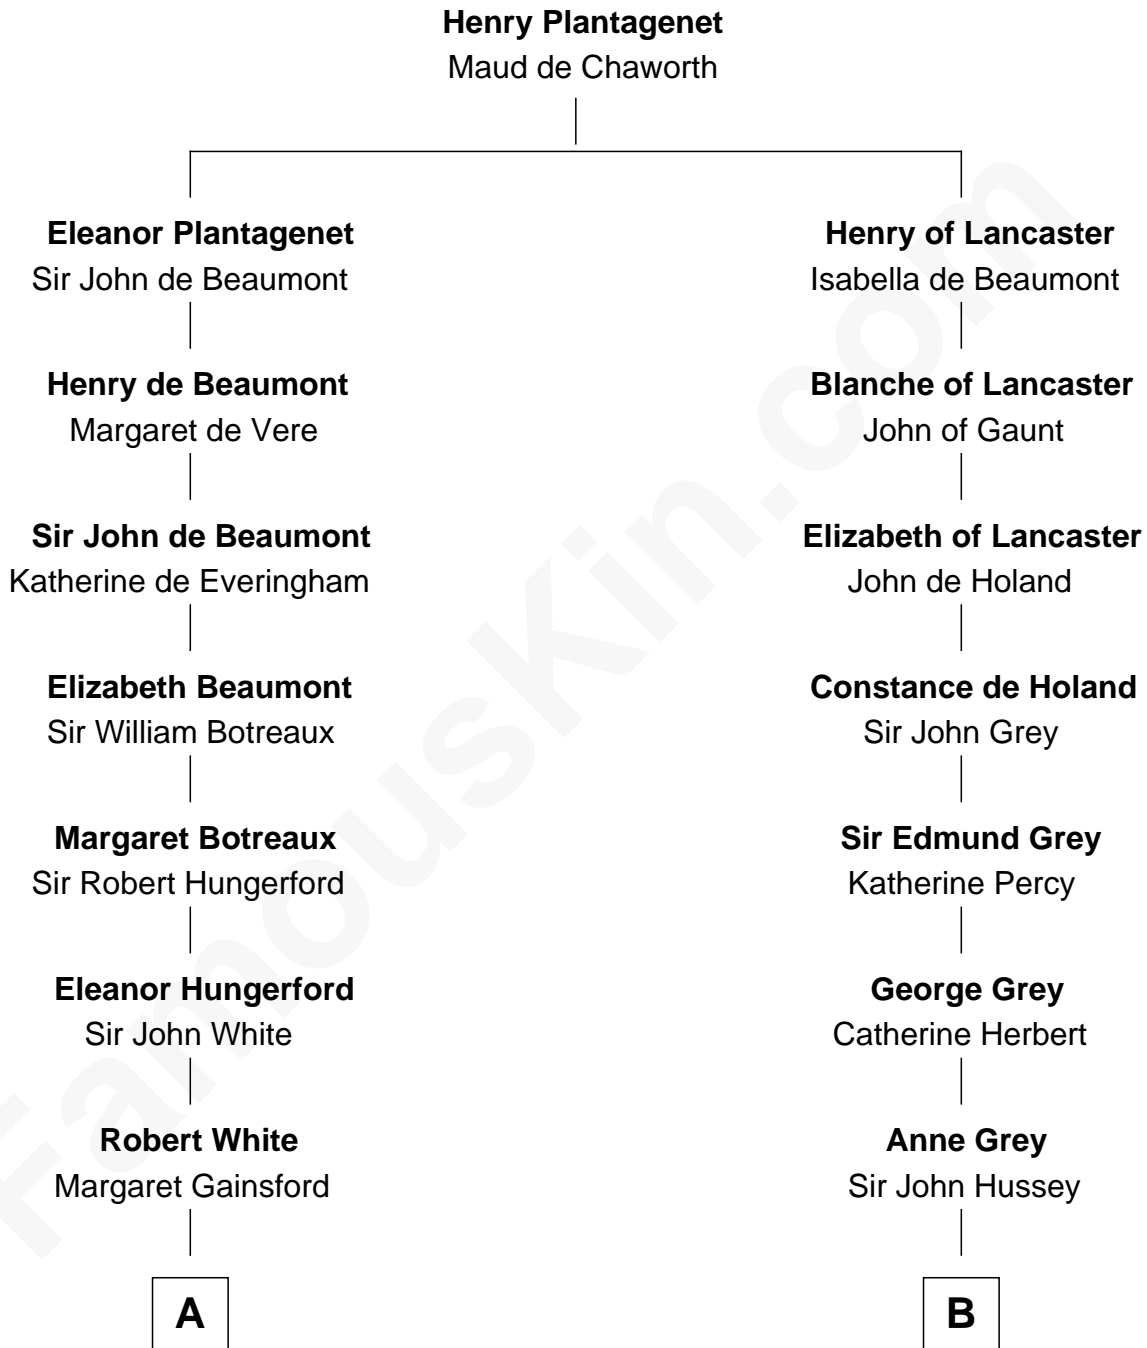 Henry Plantagenet
Maud de Chaworth
Eleanor Plantagenet
Sir John de Beaumont
Henry of Lancaster
Isabella de Beaumont
Henry de Beaumont
Margaret de Vere
Blanche of Lancaster
John of Gaunt
Sir John de Beaumont
Katherine de Everingham
Elizabeth of Lancaster
John de Holand
Elizabeth Beaumont
Sir William Botreaux
Constance de Holand
Sir John Grey
Margaret Botreaux
Sir Robert Hungerford
Sir Edmund Grey
Katherine Percy
Eleanor Hungerford
Sir John White
George Grey
Catherine Herbert
Robert White
Margaret Gainsford
Anne Grey
Sir John Hussey
A
B
FamousKin.com